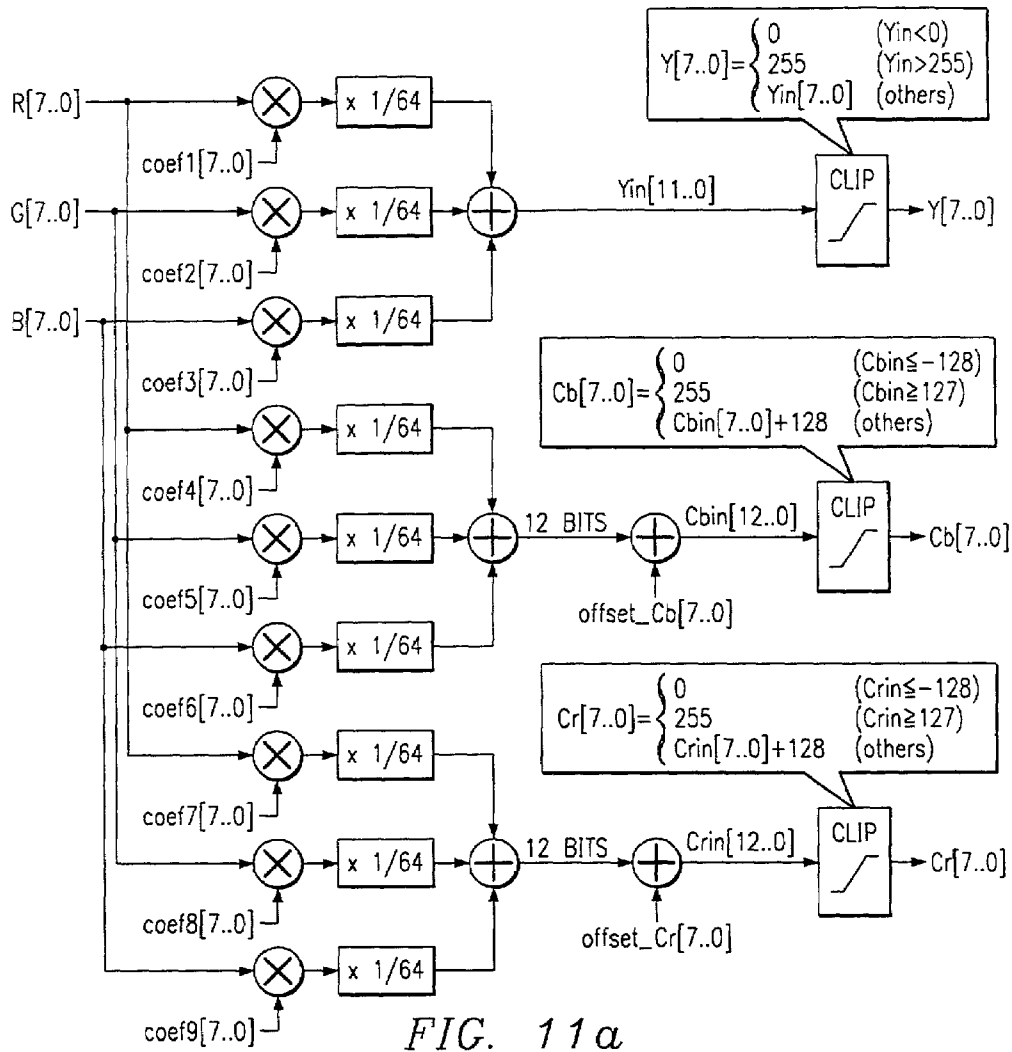 R[7..0]
coef1[7..0]
x 1/64
G[7..0]
coef2[7..0]
x 1/64
B[7..0]
coef3[7..0]
x 1/64
Yin[11..0]
Y[7..0]= 0 (Yin<0)
255 (Yin>255)
Yin[7..0] (others)
CLIP
Y[7..0]
coef4[7..0]
x 1/64
coef5[7..0]
x 1/64
coef6[7..0]
x 1/64
12 BITS
offset_Cb[7..0]
Cbin[12..0]
Cb[7..0]= 0 (Cbin≦-128)
255 (Cbin≧127)
Cbin[7..0]+128 (others)
CLIP
Cb[7..0]
coef7[7..0]
x 1/64
coef8[7..0]
x 1/64
coef9[7..0]
x 1/64
12 BITS
offset_Cr[7..0]
Crin[12..0]
Cr[7..0]= 0 (Crin≦-128)
255 (Crin≧127)
Crin[7..0]+128 (others)
CLIP
Cr[7..0]
FIG. 11a